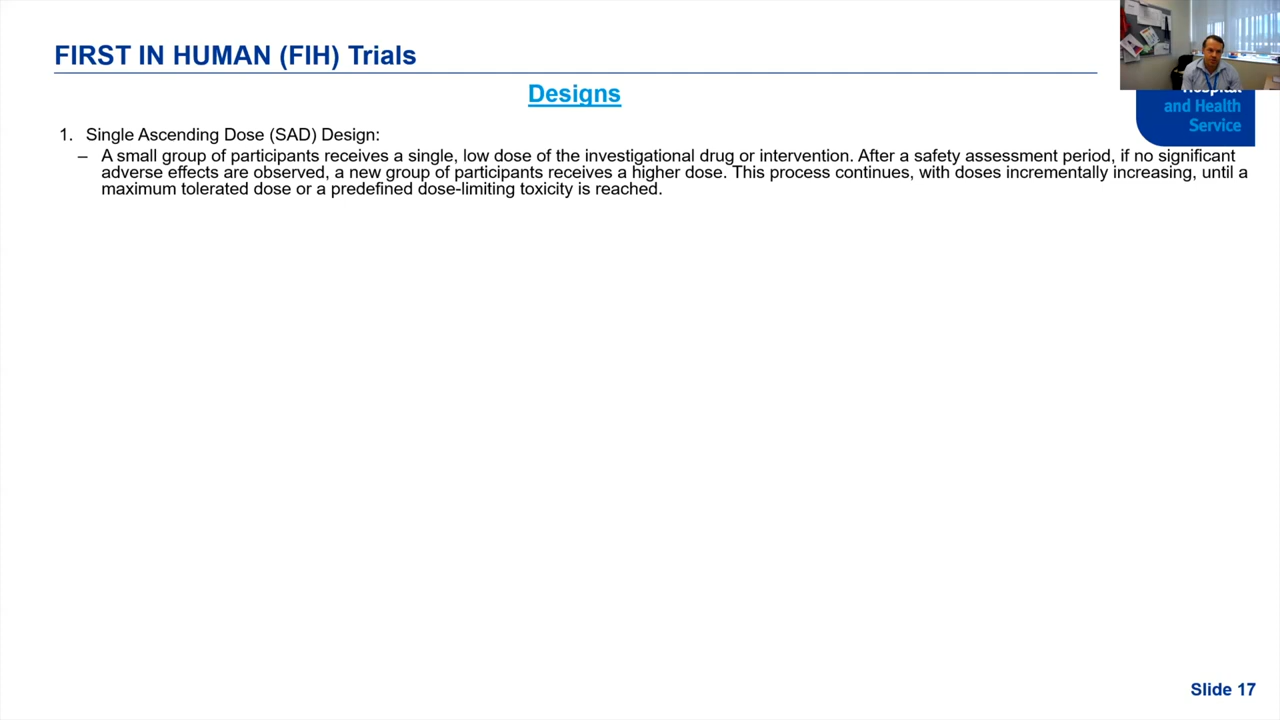 FIRST IN HUMAN (FIH) Trials
Designs
Hospital
and Health
Service
1. Single Ascending Dose (SAD) Design:
– A small group of participants receives a single, low dose of the investigational drug or intervention. After a safety assessment period, if no significant
adverse effects are observed, a new group of participants receives a higher dose. This process continues, with doses incrementally increasing, until a
maximum tolerated dose or a predefined dose-limiting toxicity is reached.
Slide 17